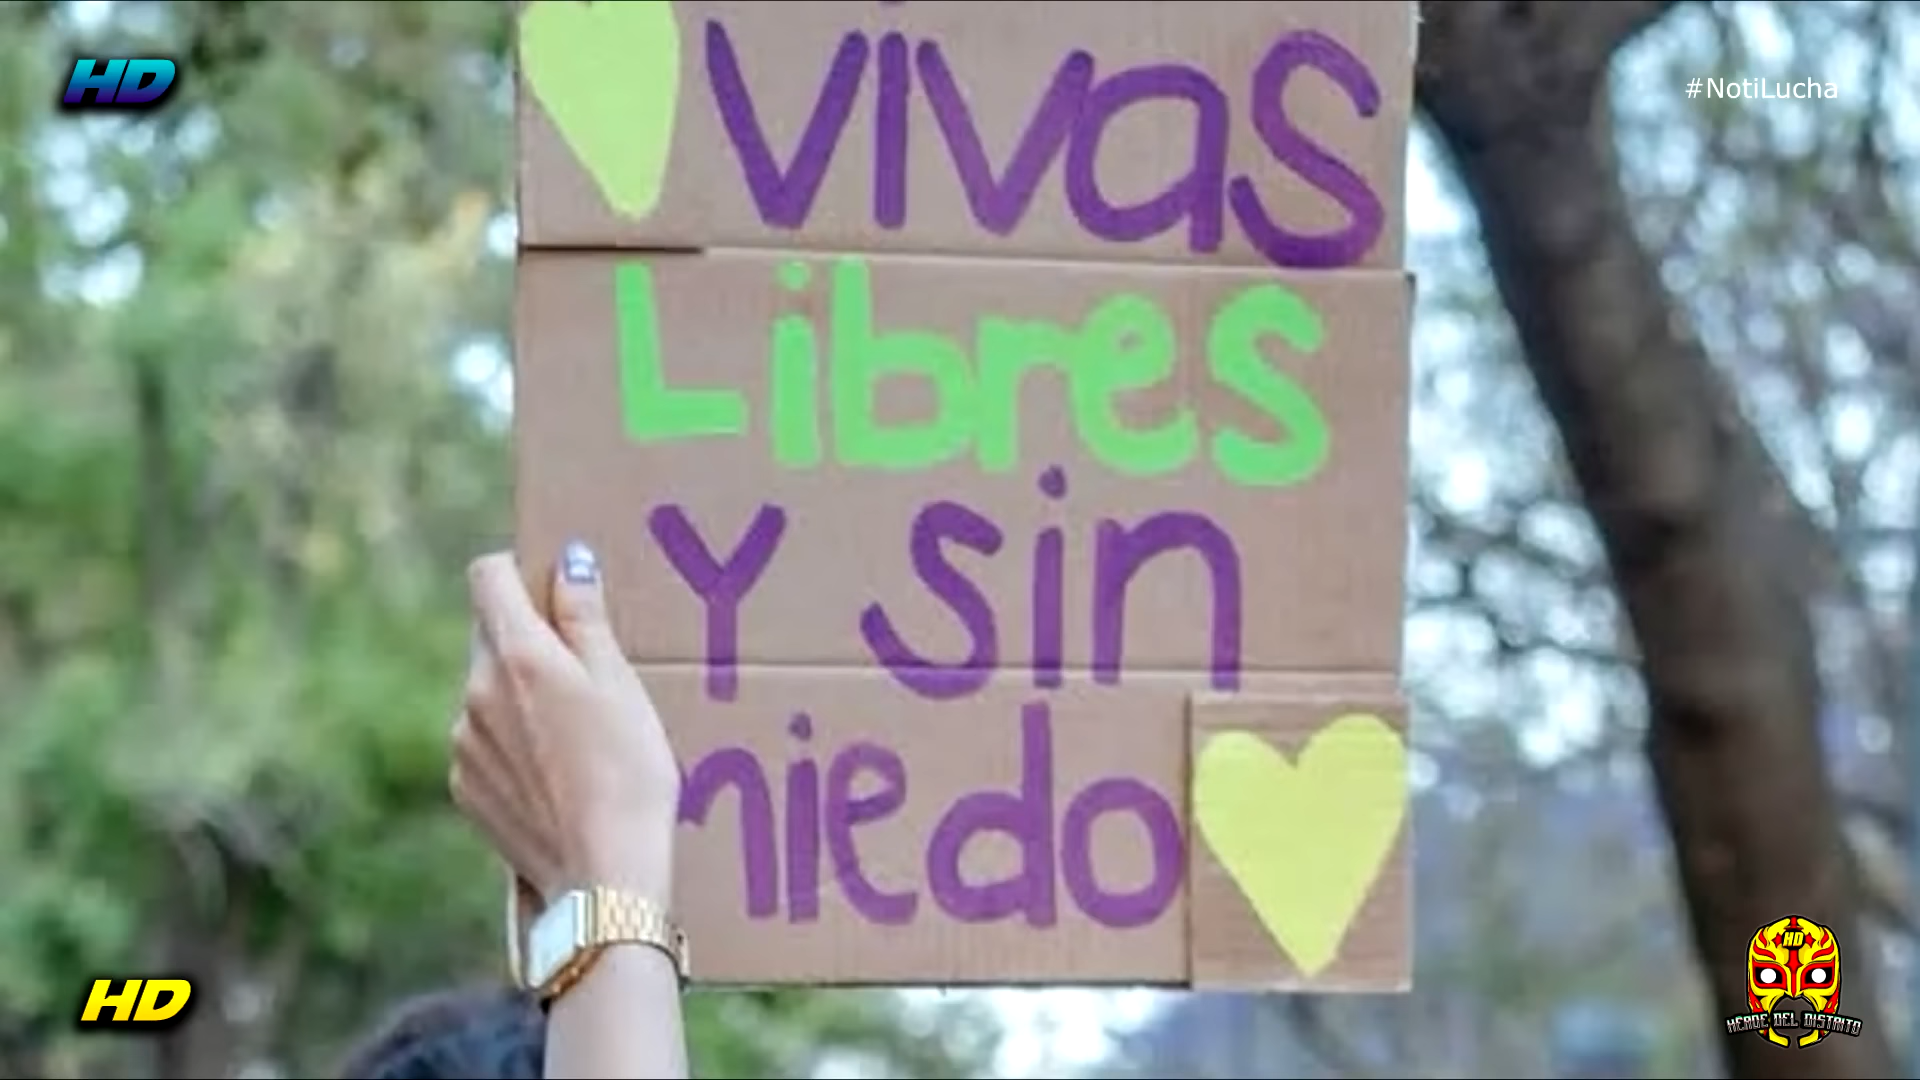 HD
#NotiLucha
vivas
Libres
Y sin
miedo
HD
HD
HEROE DEL DISTRITO